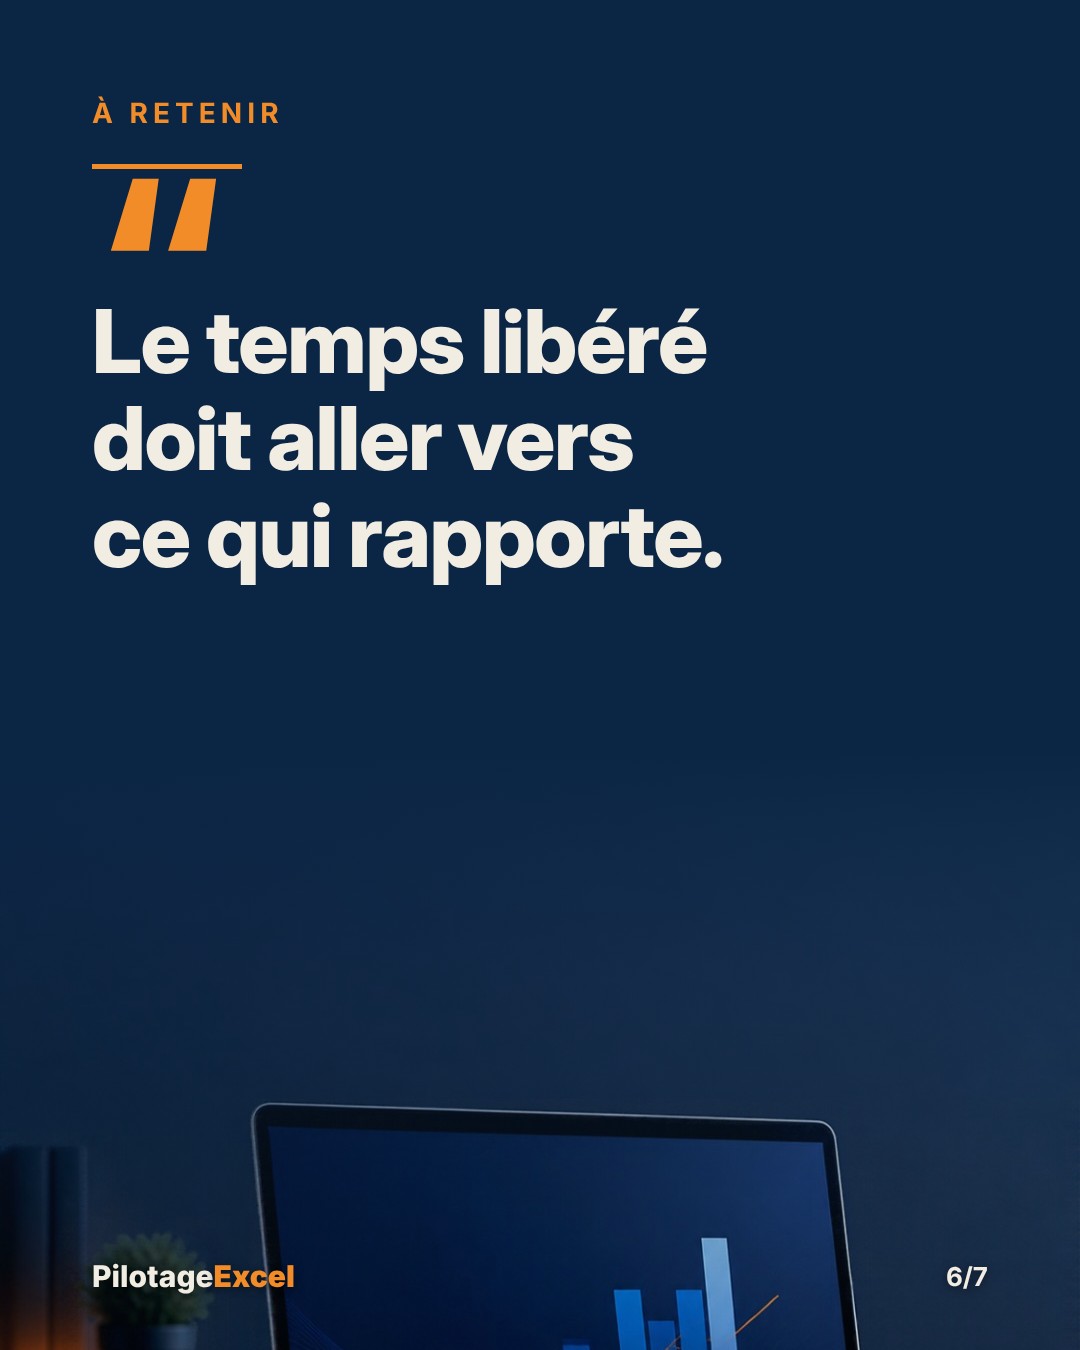 À RETENIR
"
Le temps libéré
doit aller vers
ce qui rapporte.
PilotageExcel
6/7